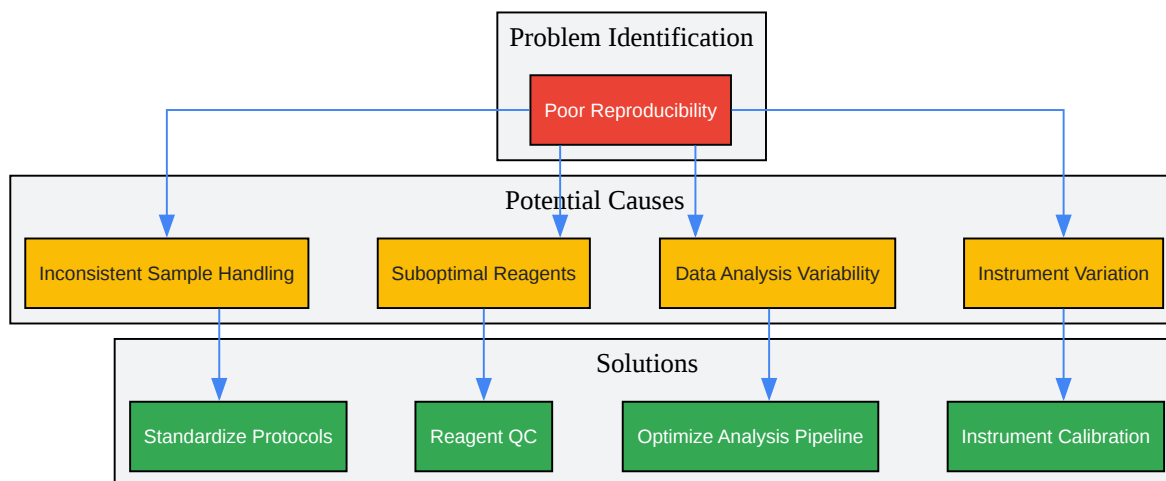 Problem Identification
Poor Reproducibility
Potential Causes
Inconsistent Sample Handling
Suboptimal Reagents
Data Analysis Variability
Instrument Variation
Solutions
Standardize Protocols
Reagent QC
Optimize Analysis Pipeline
Instrument Calibration